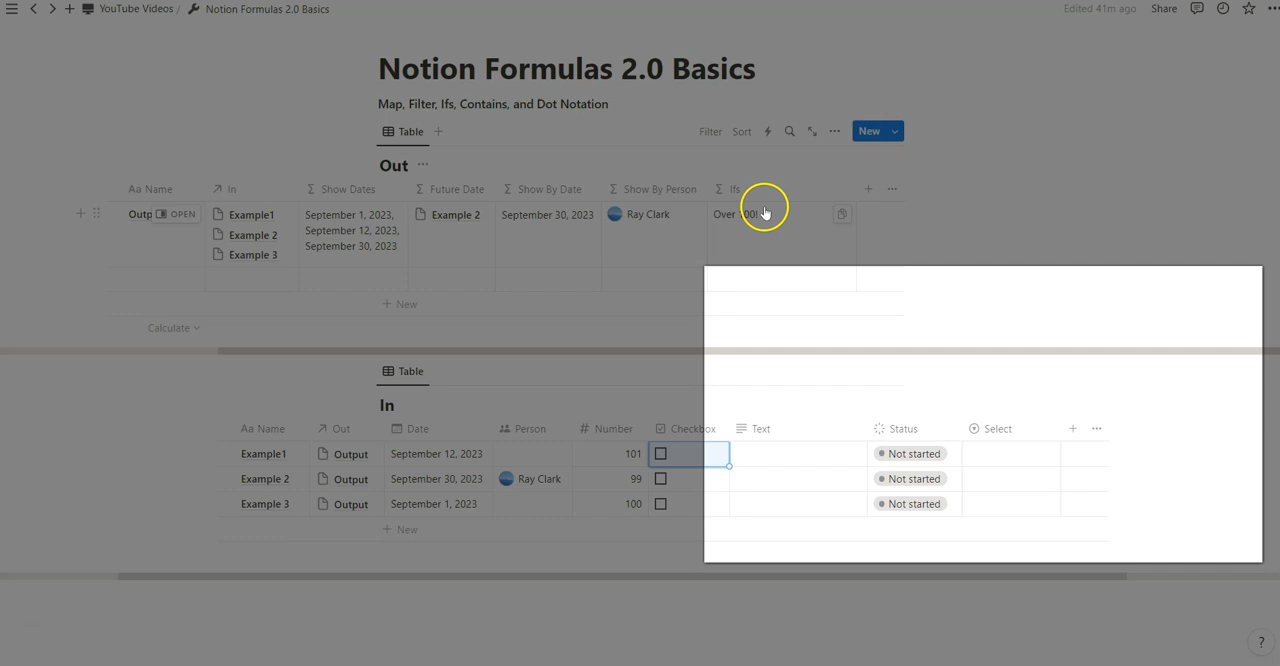 YouTube Videos / Notion Formulas 2.0 Basics Edited 41m ago Share
Notion Formulas 2.0 Basics
Map, Filter, Ifs, Contains, and Dot Notation
Table Filter Sort New
Out
Aa Name In Show Dates Future Date Show By Date Show By Person Ifs
Outp OPEN Example1 September 1, 2023, Example 2 September 30, 2023 Ray Clark Over 100!
Example 2 September 12, 2023,
Example 3 September 30, 2023
+ New
Calculate
Table
In
Aa Name Out Date Person # Number Checkbox Text Status Select
Example1 Output September 12, 2023 101 Not started
Example 2 Output September 30, 2023 Ray Clark 99 Not started
Example 3 Output September 1, 2023 100 Not started
+ New
?